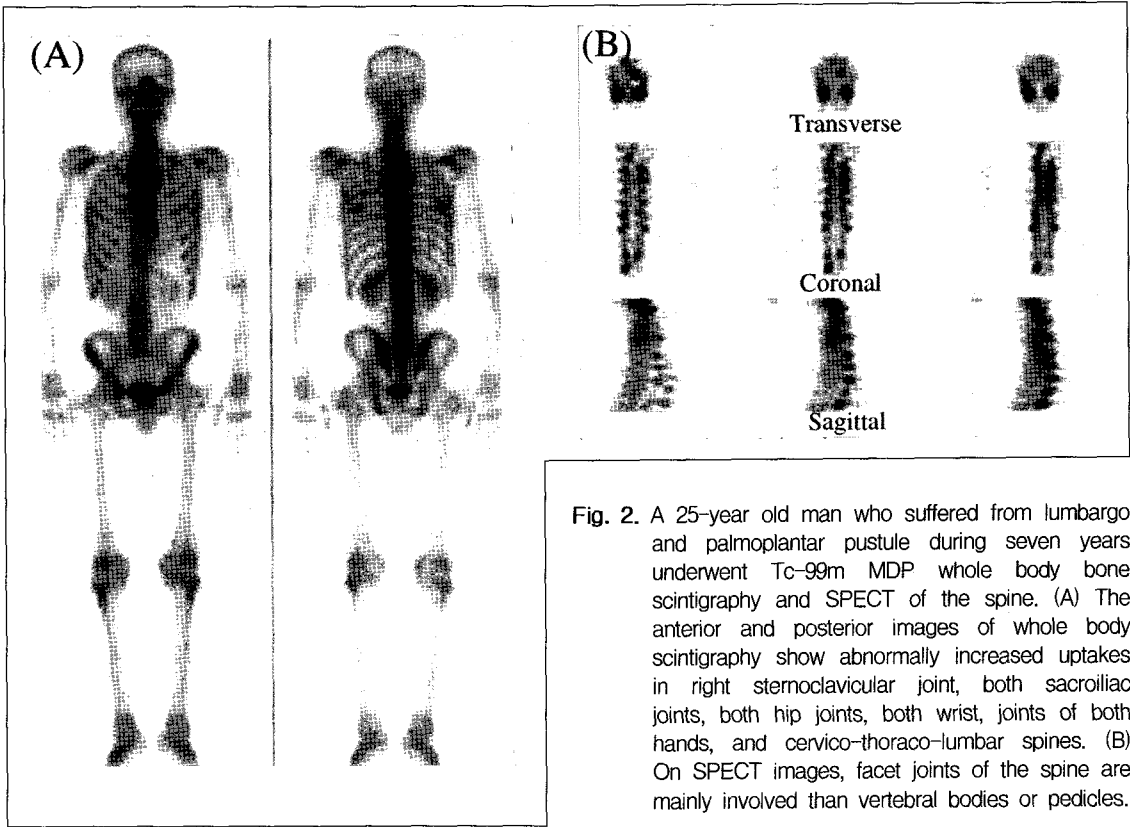 (A)
(B)
Transverse
Coronal
Sagittal
Fig. 2. A 25-year old man who suffered from lumbargo
and palmoplantar pustule during seven years
underwent Tc-99m MDP whole body bone
scintigraphy and SPECT of the spine. (A) The
anterior and posterior images of whole body
scintigraphy show abnormally increased uptakes
in right sternoclavicular joint, both sacroiliac
joints, both hip joints, both wrist, joints of both
hands, and cervico-thoraco-lumbar spines. (B)
On SPECT images, facet joints of the spine are
mainly involved than vertebral bodies or pedicles.